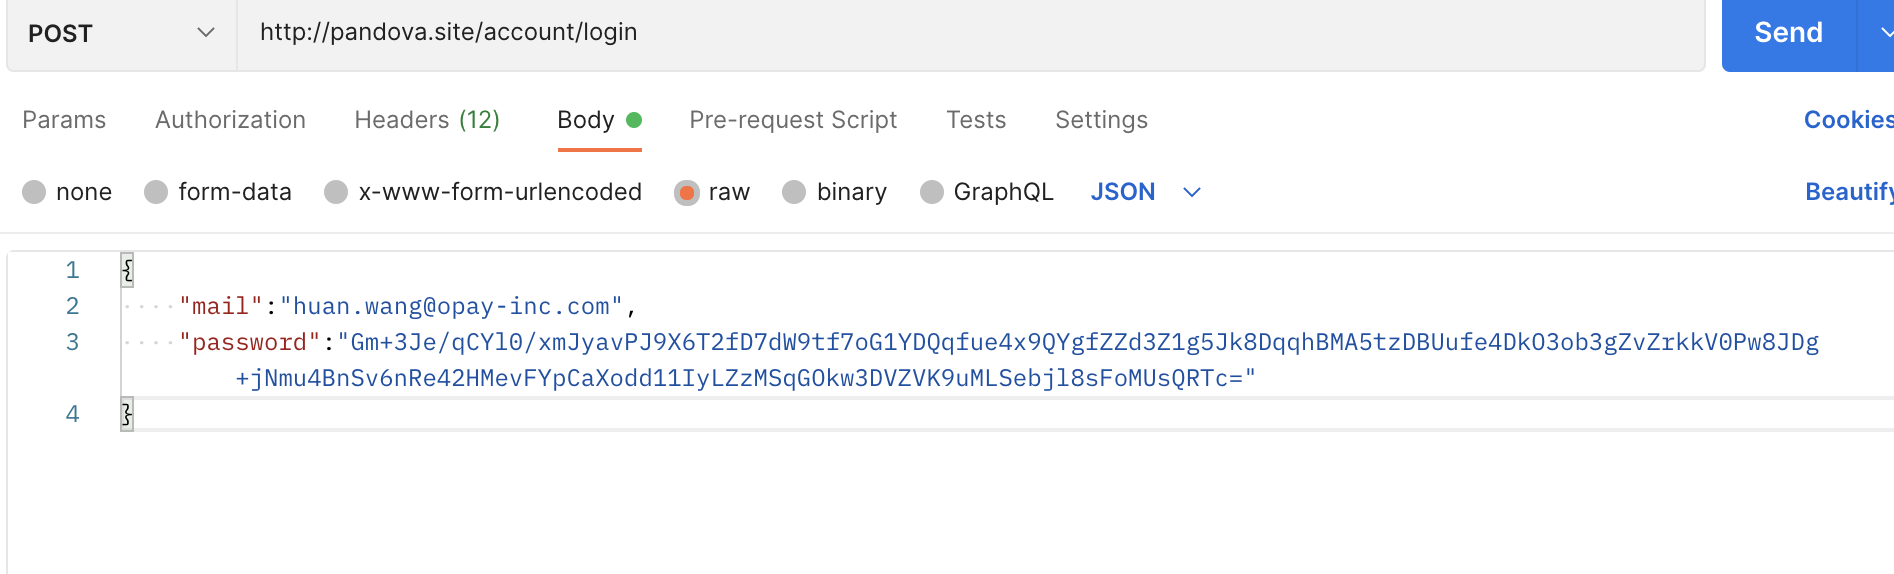 POST http://pandova.site/account/login Send
Params Authorization Headers (12) Body Pre-request Script Tests Settings Cookies
none form-data x-www-form-urlencoded raw binary GraphQL JSON Beautify
1 {
2 "mail":"huan.wang@opay-inc.com",
3 "password":"Gm+3Je/qCYl0/xmJyavPJ9X6T2fD7dW9tf7oG1YDQqfue4x9QYgfZZd3Z1g5Jk8DqqhBMA5tzDBUufe4DkO3ob3gZvZrkkV0Pw8JDg
+jNmu4BnSv6nRe42HMevFYpCaXodd11IyLZzMSqGOkw3DVZVK9uMLSebjl8sFoMUsQRTc="
4 }